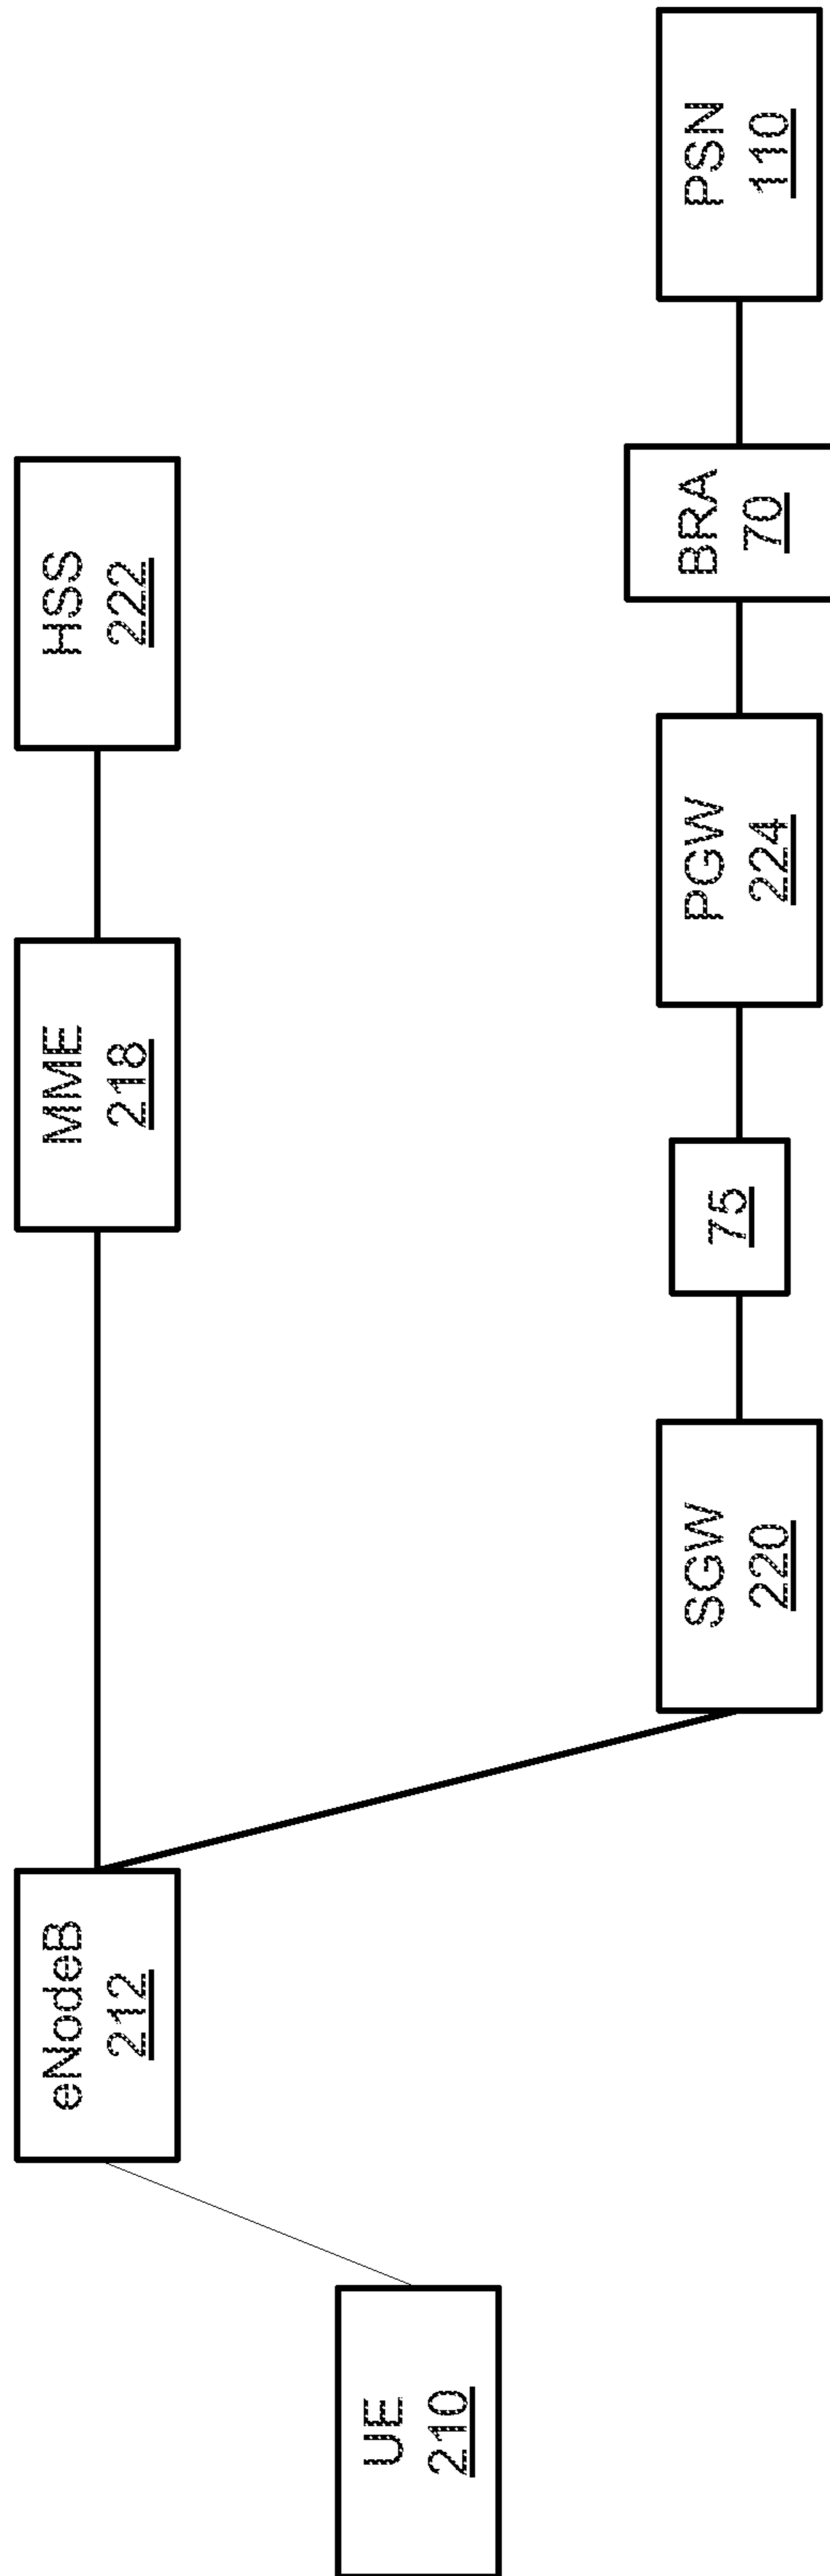 eNodeB
212
MME
218
HSS
222
UE
210
SGW
220
75
PGW
224
BRA
70
PSN
110